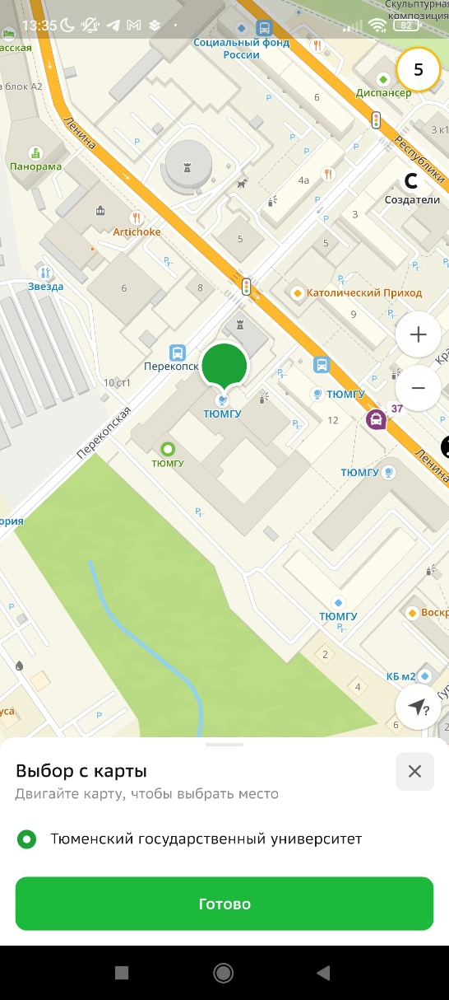 13:35
82
Скульптурная
композиция
Социальный фонд
России
5
асская
6
Диспансер
а блок А2
Ленина
3 к1
Республики
Панорама
4а
С
Создатели
3
Artichoke
5
5
Звезда
6
8
Католический Приход
9
+
Перекопск
10 ст1
−
ТЮМГУ
37
ТЮМГУ
12
Перекопская
ТЮМГУ
ТЮМГУ
Ленина
ория
ТЮМГУ
Воскр
2
КБ м2
4
уса
6
?
Выбор с карты
Двигайте карту, чтобы выбрать место
Тюменский государственный университет
Готово